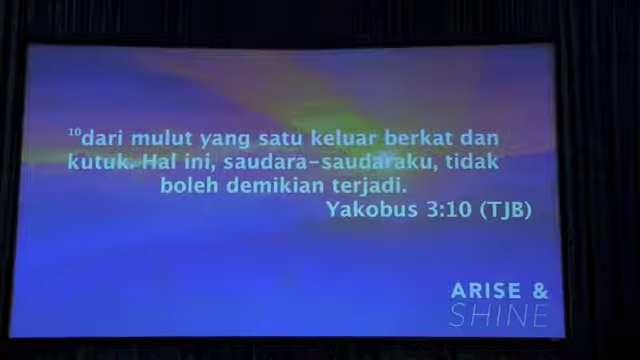 ¹⁰dari mulut yang satu keluar berkat dan
kutuk. Hal ini, saudara-saudaraku, tidak
boleh demikian terjadi.
Yakobus 3:10 (TJB)
ARISE &
SHINE